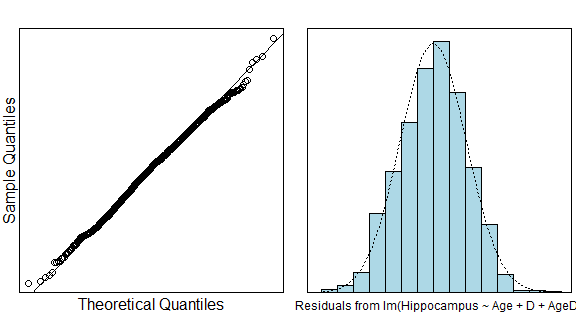 Sample Quantiles
Theoretical Quantiles
Residuals from lm(Hippocampus ~ Age + D + AgeD